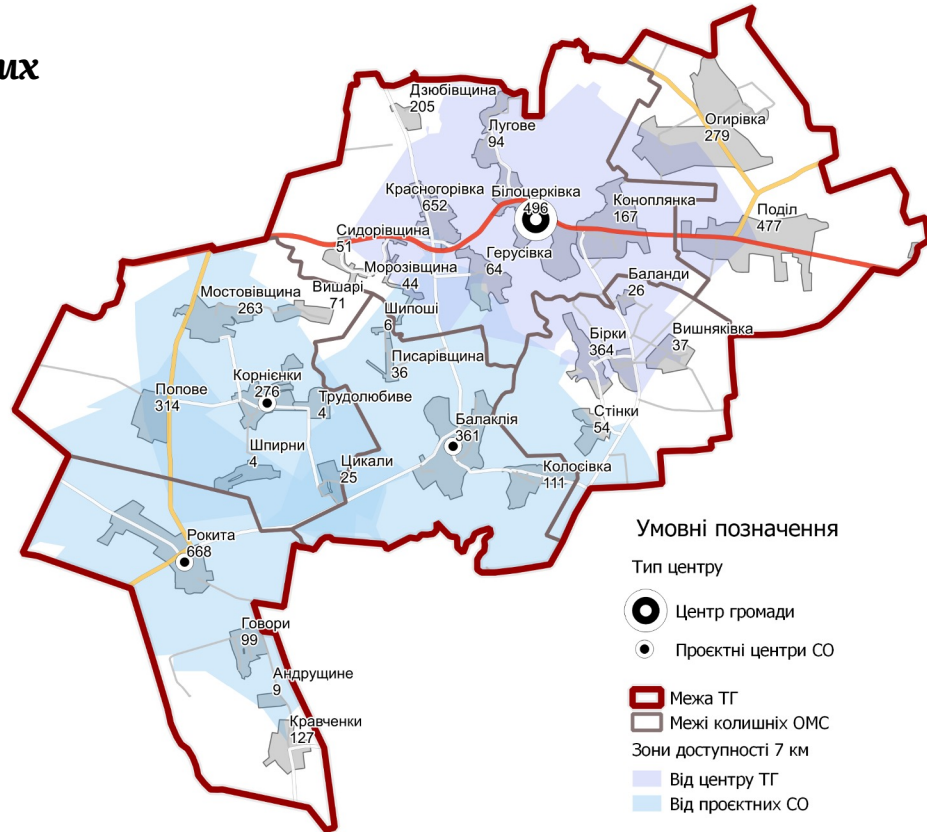 их
Дзюбівщина
205
Лугове
94
Огирівка
279
Красногорівка
652
Білоцерківка
496
Коноплянка
167
Поділ
477
Сидорівщина
51
Герусівка
64
Морозівщина
44
Вишарі
71
Баланди
26
Мостовівщина
263
Шипоші
6
Бірки
364
Вишняківка
37
Писарівщина
36
Корнієнки
276
Попове
314
Трудолюбиве
4
Балаклія
361
Стінки
54
Шпирни
4
Цикали
25
Колосівка
111
Рокита
668
Говори
99
Андрущине
9
Кравченки
127
Умовні позначення
Тип центру
Центр громади
Проєктні центри СО
Межа ТГ
Межі колишніх ОМС
Зони доступності 7 км
Від центру ТГ
Від проєктних СО